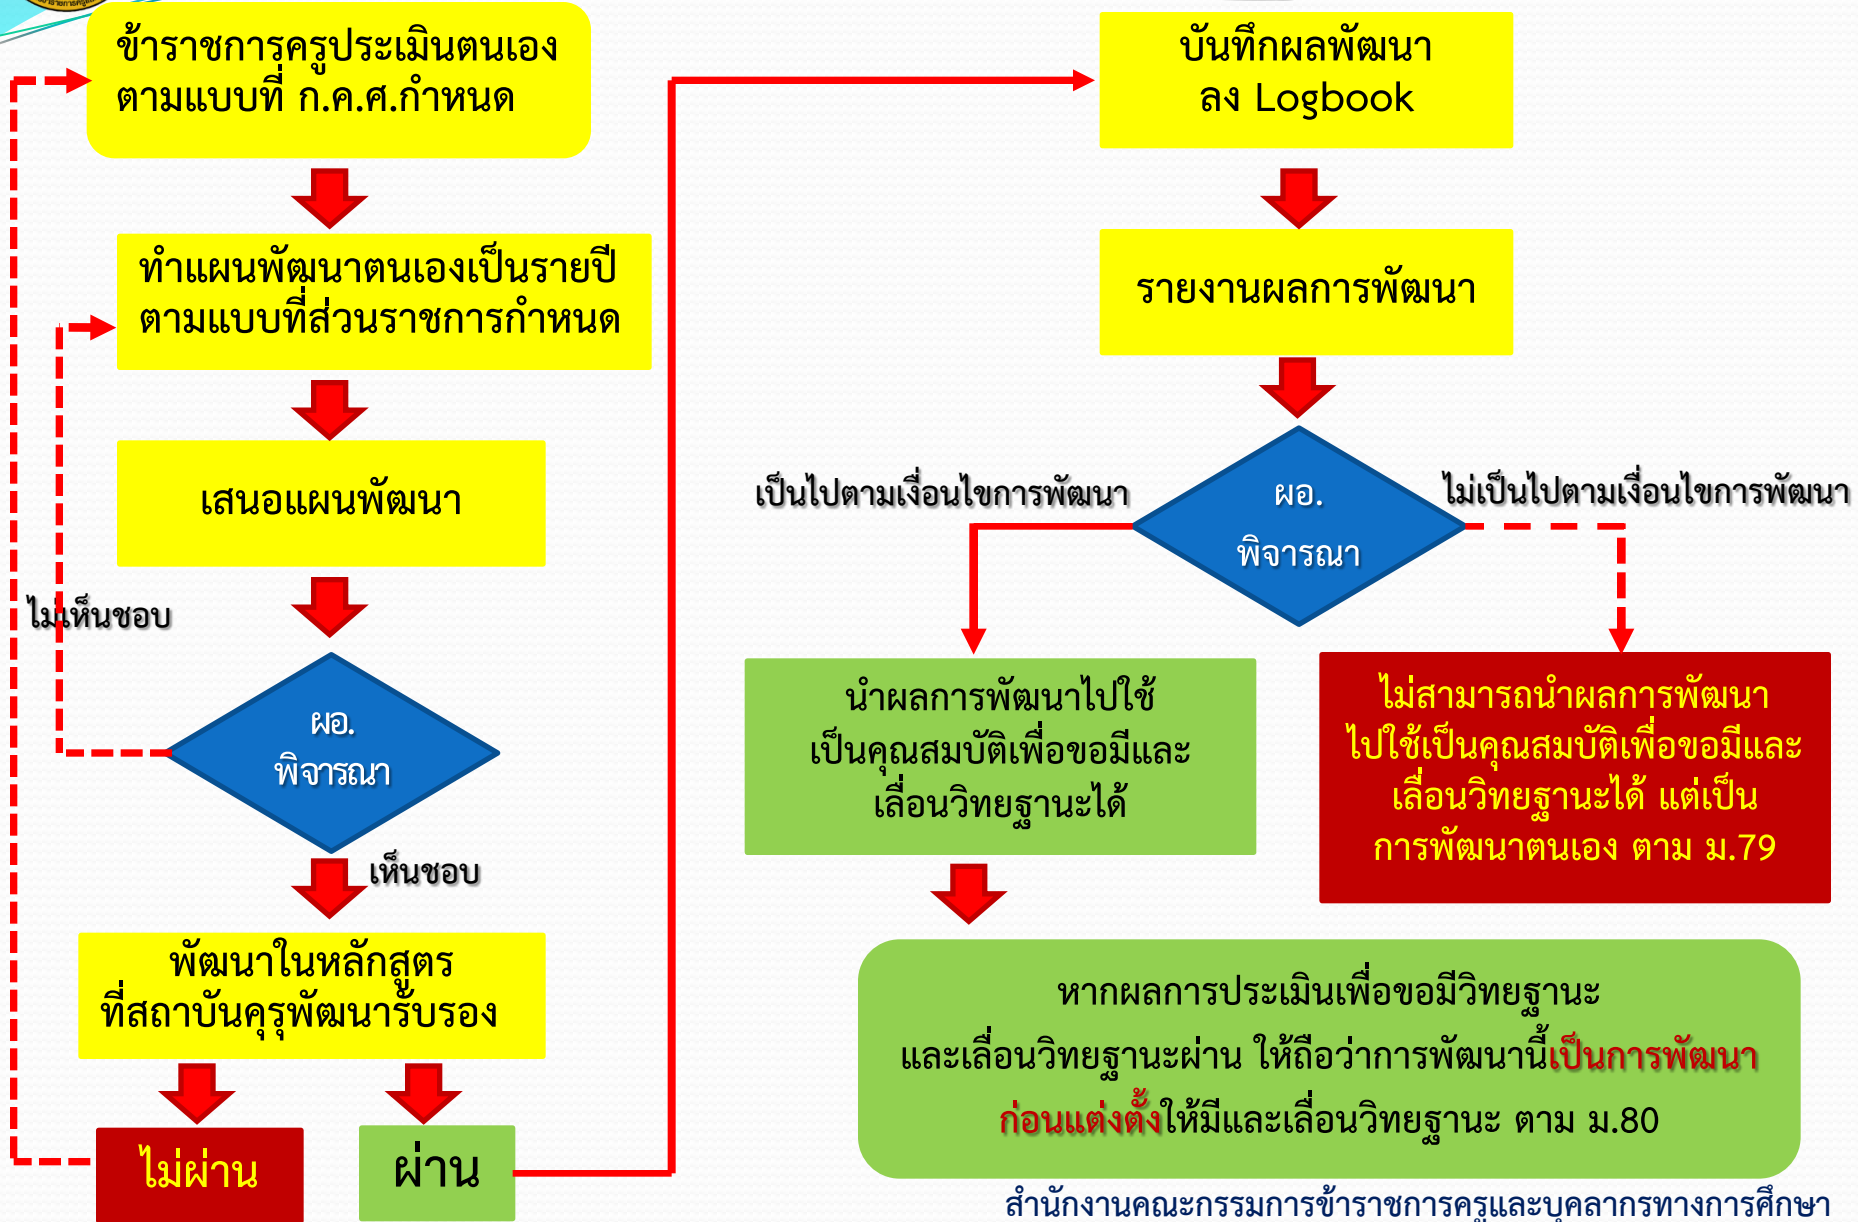 ข้าราชการครูประเมินตนเอง
ตามแบบที่ ก.ค.ศ.กำหนด
ทำแผนพัฒนาตนเองเป็นรายปี
ตามแบบที่ส่วนราชการกำหนด
เสนอแผนพัฒนา
ไม่เห็นชอบ
ผอ.
พิจารณา
เห็นชอบ
พัฒนาในหลักสูตร
ที่สถาบันคุรุพัฒนารับรอง
ไม่ผ่าน
ผ่าน
บันทึกผลพัฒนา
ลง Logbook
รายงานผลการพัฒนา
เป็นไปตามเงื่อนไขการพัฒนา
ผอ.
พิจารณา
ไม่เป็นไปตามเงื่อนไขการพัฒนา
นำผลการพัฒนาไปใช้
เป็นคุณสมบัติเพื่อขอมีและ
เลื่อนวิทยฐานะได้
ไม่สามารถนำผลการพัฒนา
ไปใช้เป็นคุณสมบัติเพื่อขอมีและ
เลื่อนวิทยฐานะได้ แต่เป็น
การพัฒนาตนเอง ตาม ม.79
หากผลการประเมินเพื่อขอมีวิทยฐานะ
และเลื่อนวิทยฐานะผ่าน ให้ถือว่าการพัฒนานี้เป็นการพัฒนา
ก่อนแต่งตั้งให้มีและเลื่อนวิทยฐานะ ตาม ม.80
สำนักงานคณะกรรมการข้าราชการครูและบุคลากรทางการศึกษา